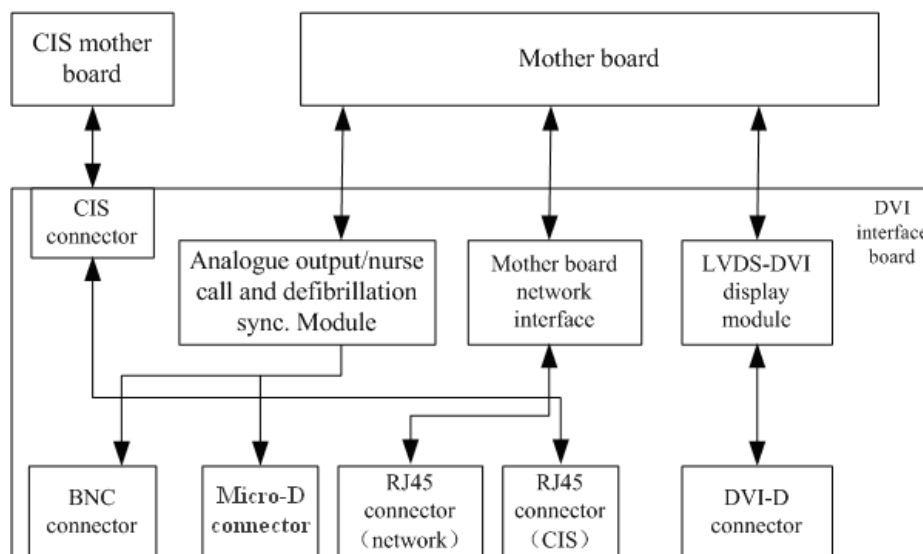 CIS mother
board
Mother board
CIS
connector
DVI
interface
board
Analogue output/nurse
call and defibrillation
sync. Module
Mother board
network
interface
LVDS-DVI
display
module
BNC
connector
Micro-D
connector
RJ45
connector
（network）
RJ45
connector
（CIS）
DVI-D
connector